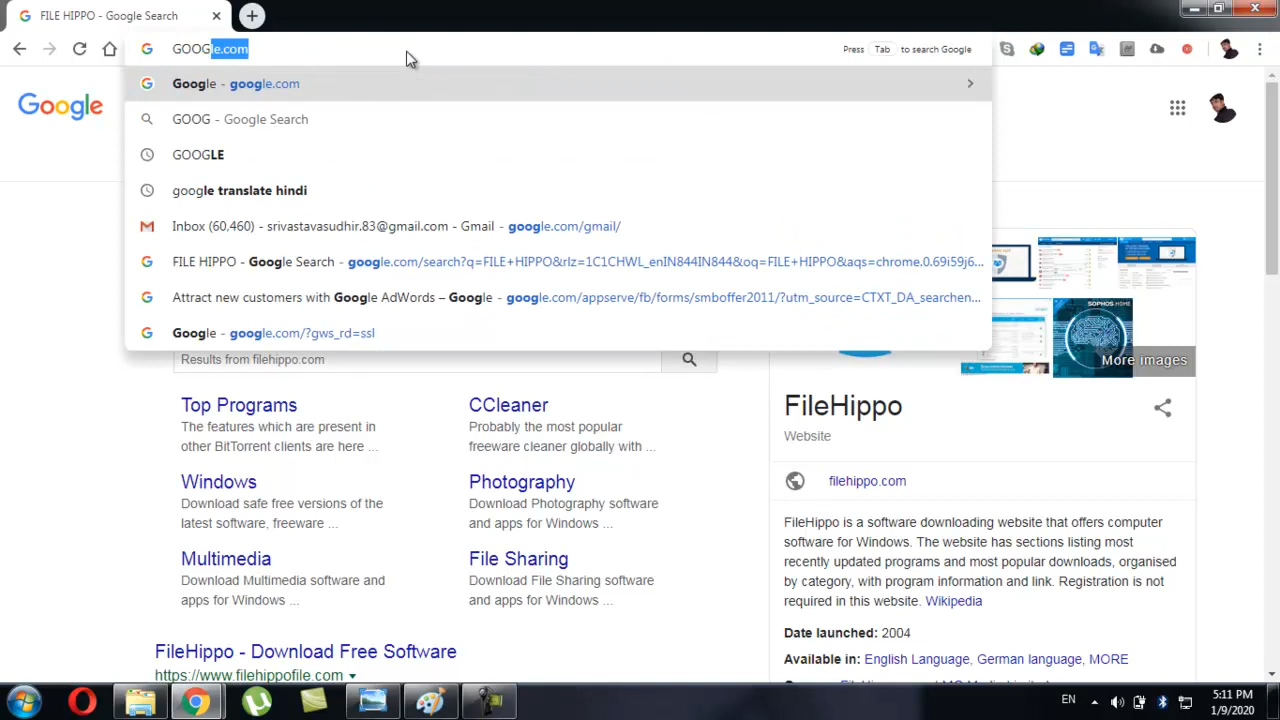 FILE HIPPO - Google Search
GOOGle.com
Press Tab to search Google
Google - google.com
GOOG - Google Search
GOOGLE
google translate hindi
Inbox (60,460) - srivastavasudhir.83@gmail.com - Gmail - google.com/gmail/
FILE HIPPO - Google Search - google.com/search?q=FILE+HIPPO&rlz=1C1CHWL_enIN844IN844&oq=FILE+HIPPO&aqs=chrome.0.69i59j6...
Attract new customers with Google AdWords – Google - google.com/appserve/fb/forms/smboffer2011/?utm_source=CTXT_DA_searchen...
Google - google.com/?gws_rd=ssl
Google
Results from filehippo.com
Top Programs
The features which are present in
other BitTorrent clients are here ...
CCleaner
Probably the most popular
freeware cleaner globally with ...
Windows
Download safe free versions of the
latest software, freeware ...
Photography
Download Photography software
and apps for Windows ...
Multimedia
Download Multimedia software and
apps for Windows ...
File Sharing
Download File Sharing software
and apps for Windows ...
FileHippo - Download Free Software
https://www.filehippofile.com
SOPHOS HOME
More images
FileHippo
Website
filehippo.com
FileHippo is a software downloading website that offers computer
software for Windows. The website has sections listing most
recently updated programs and most popular downloads, organised
by category, with program information and link. Registration is not
required in this website. Wikipedia
Date launched: 2004
Available in: English Language, German language, MORE
EN
5:11 PM
1/9/2020